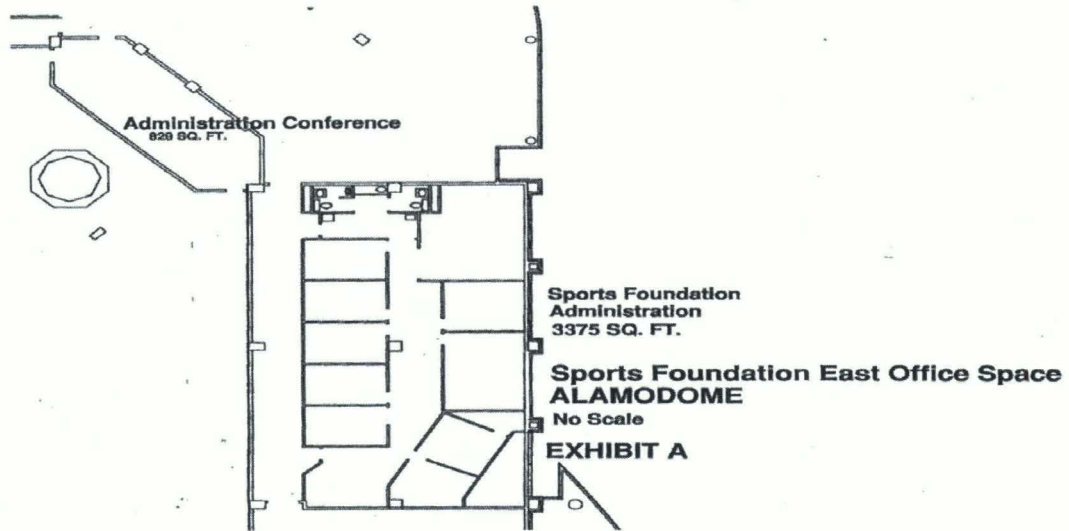 Administration Conference
829 SQ. FT.
Sports Foundation
Administration
3375 SQ. FT.
Sports Foundation East Office Space
ALAMODOME
No Scale
EXHIBIT A